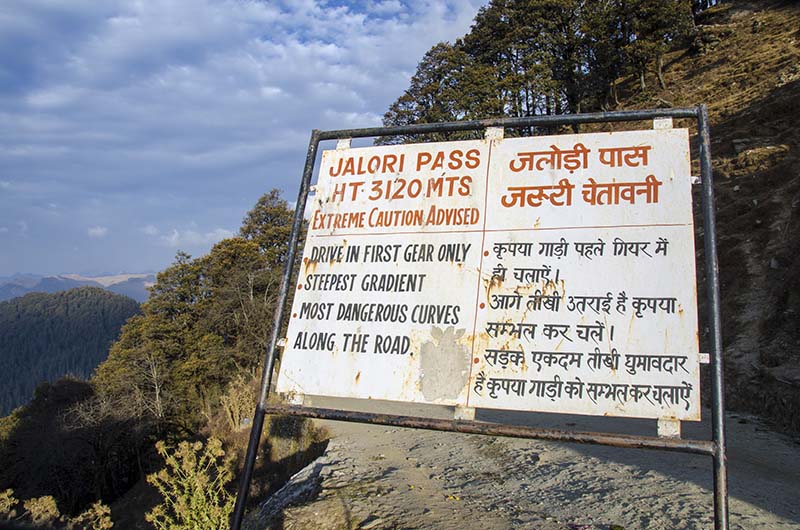 JALORI PASS
HT 3120 MTS
EXTREME CAUTION ADVISED
• DRIVE IN FIRST GEAR ONLY
• STEEPEST GRADIENT
• MOST DANGEROUS CURVES
ALONG THE ROAD.
जलोड़ी पास
जरूरी चेतावनी
• कृपया गाड़ी पहले गियर में
ही चलाऐं।
• आगे तीखी उतराई है कृपया
सम्भल कर चलें।
• सड़क एकदम तीखी घुमावदार
है कृपया गाड़ी को सम्भल कर चलाऐं